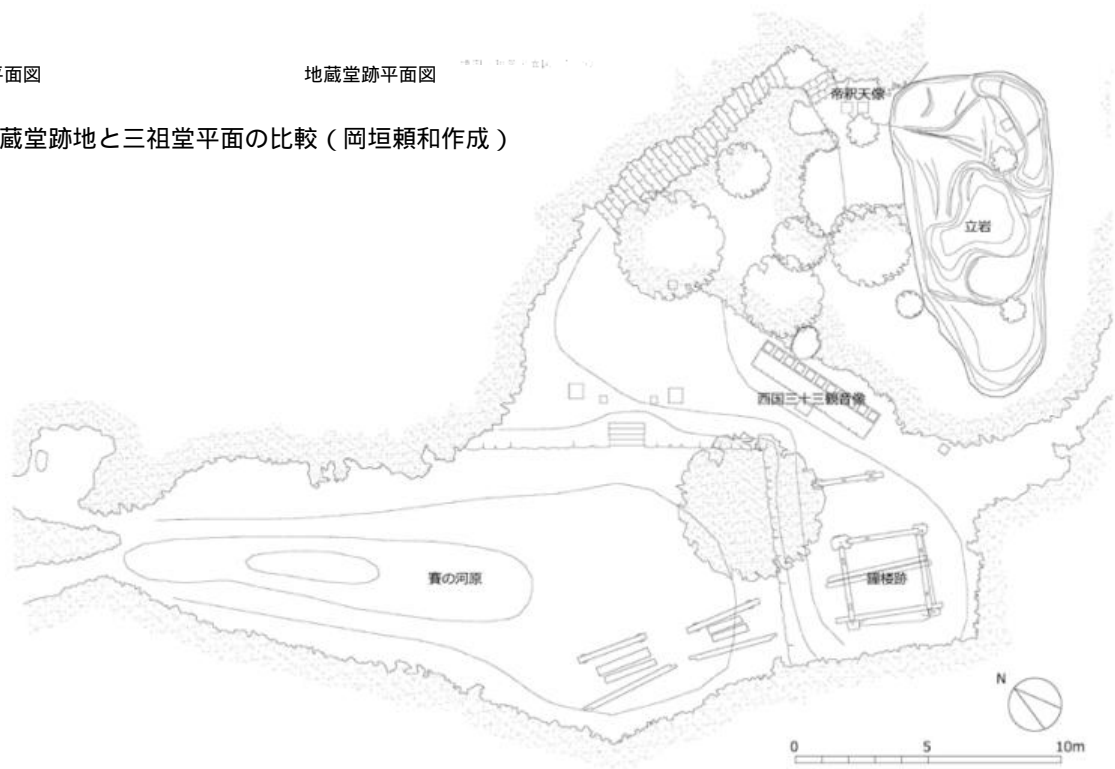 平面図
地蔵堂跡平面図
蔵堂跡地と三祖堂平面の比較（岡垣頼和作成）
帝釈天像
立岩
西国三十三観音像
賽の河原
鐘楼跡
N
0 5 10m